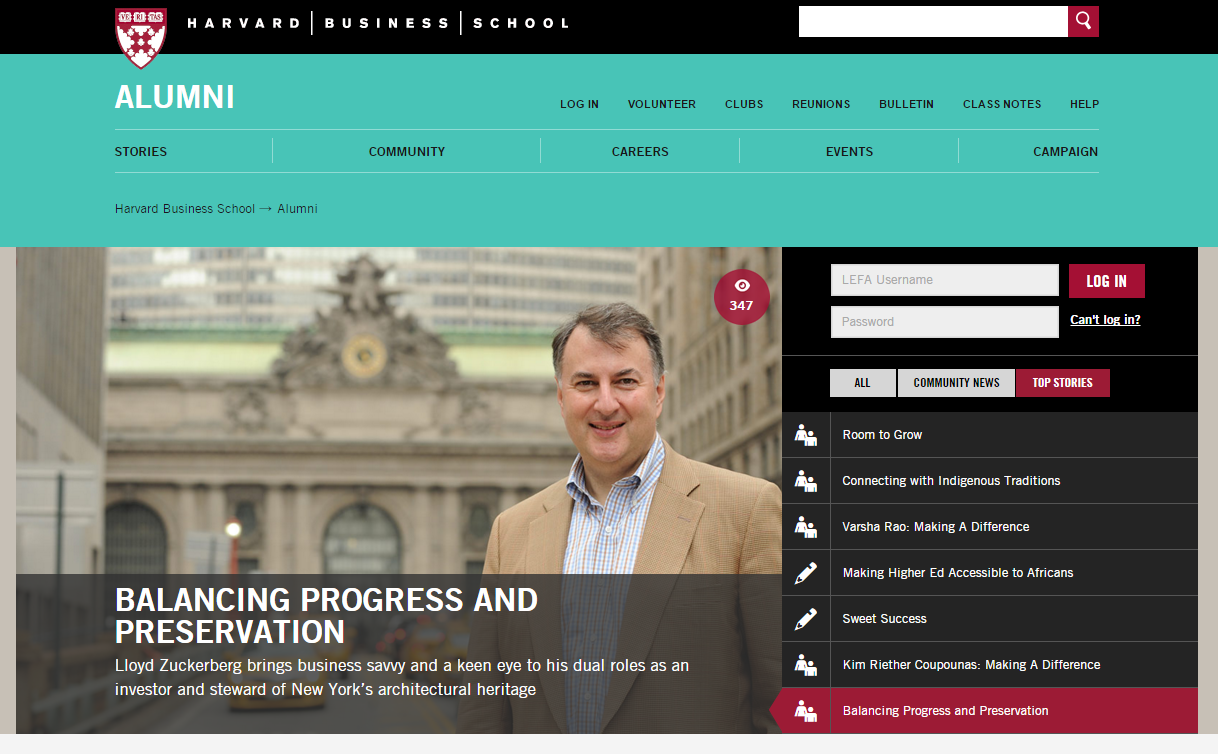 HARVARD | BUSINESS | SCHOOL
ALUMNI
LOG IN VOLUNTEER CLUBS REUNIONS BULLETIN CLASS NOTES HELP
STORIES COMMUNITY CAREERS EVENTS CAMPAIGN
Harvard Business School → Alumni
347
BALANCING PROGRESS AND
PRESERVATION
Lloyd Zuckerberg brings business savvy and a keen eye to his dual roles as an
investor and steward of New York's architectural heritage
LEFA Username
LOG IN
Password
Can't log in?
ALL COMMUNITY NEWS TOP STORIES
Room to Grow
Connecting with Indigenous Traditions
Varsha Rao: Making A Difference
Making Higher Ed Accessible to Africans
Sweet Success
Kim Riether Coupounas: Making A Difference
Balancing Progress and Preservation